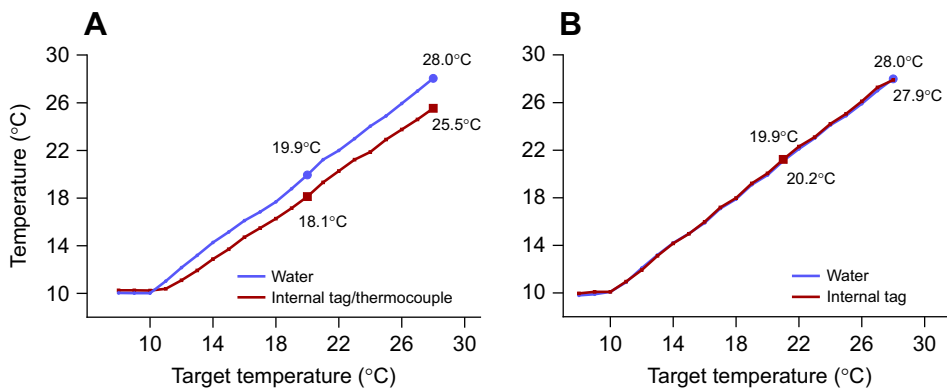 A
30
26
22
18
14
10
Temperature (°C)
28.0°C
25.5°C
19.9°C
18.1°C
Water
Internal tag/thermocouple
10
14
18
22
26
30
Target temperature (°C)
B
30
26
22
18
14
10
28.0°C
27.9°C
19.9°C
20.2°C
Water
Internal tag
10
14
18
22
26
30
Target temperature (°C)